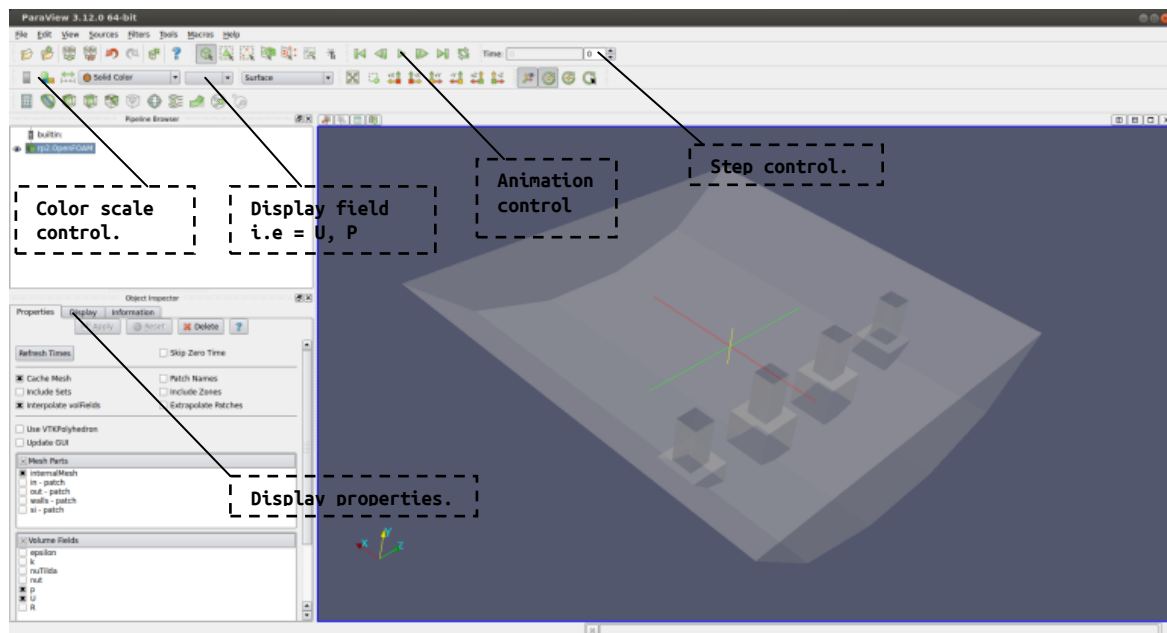 ParaView 3.12.0 64-bit
File Edit View Sources Filters Tools Macros Help
Time: 0 0
Solid Color Surface
Pipeline Browser
builtin:
rp2.OpenFOAM
Color scale
control.
Display field
i.e = U, P
Animation
control
Step control.
Object Inspector
Properties Display Information
Apply Reset Delete ?
Refresh Times Skip Zero Time
Cache Mesh Patch Names
Include Sets Include Zones
Interpolate volFields Extrapolate Patches
Use VTKPolyhedron
Update GUI
Mesh Parts
internalMesh
in - patch
out - patch
walls - patch
si - patch
Display properties.
Volume Fields
epsilon
k
nuTilda
nut
p
U
R
X Y Z